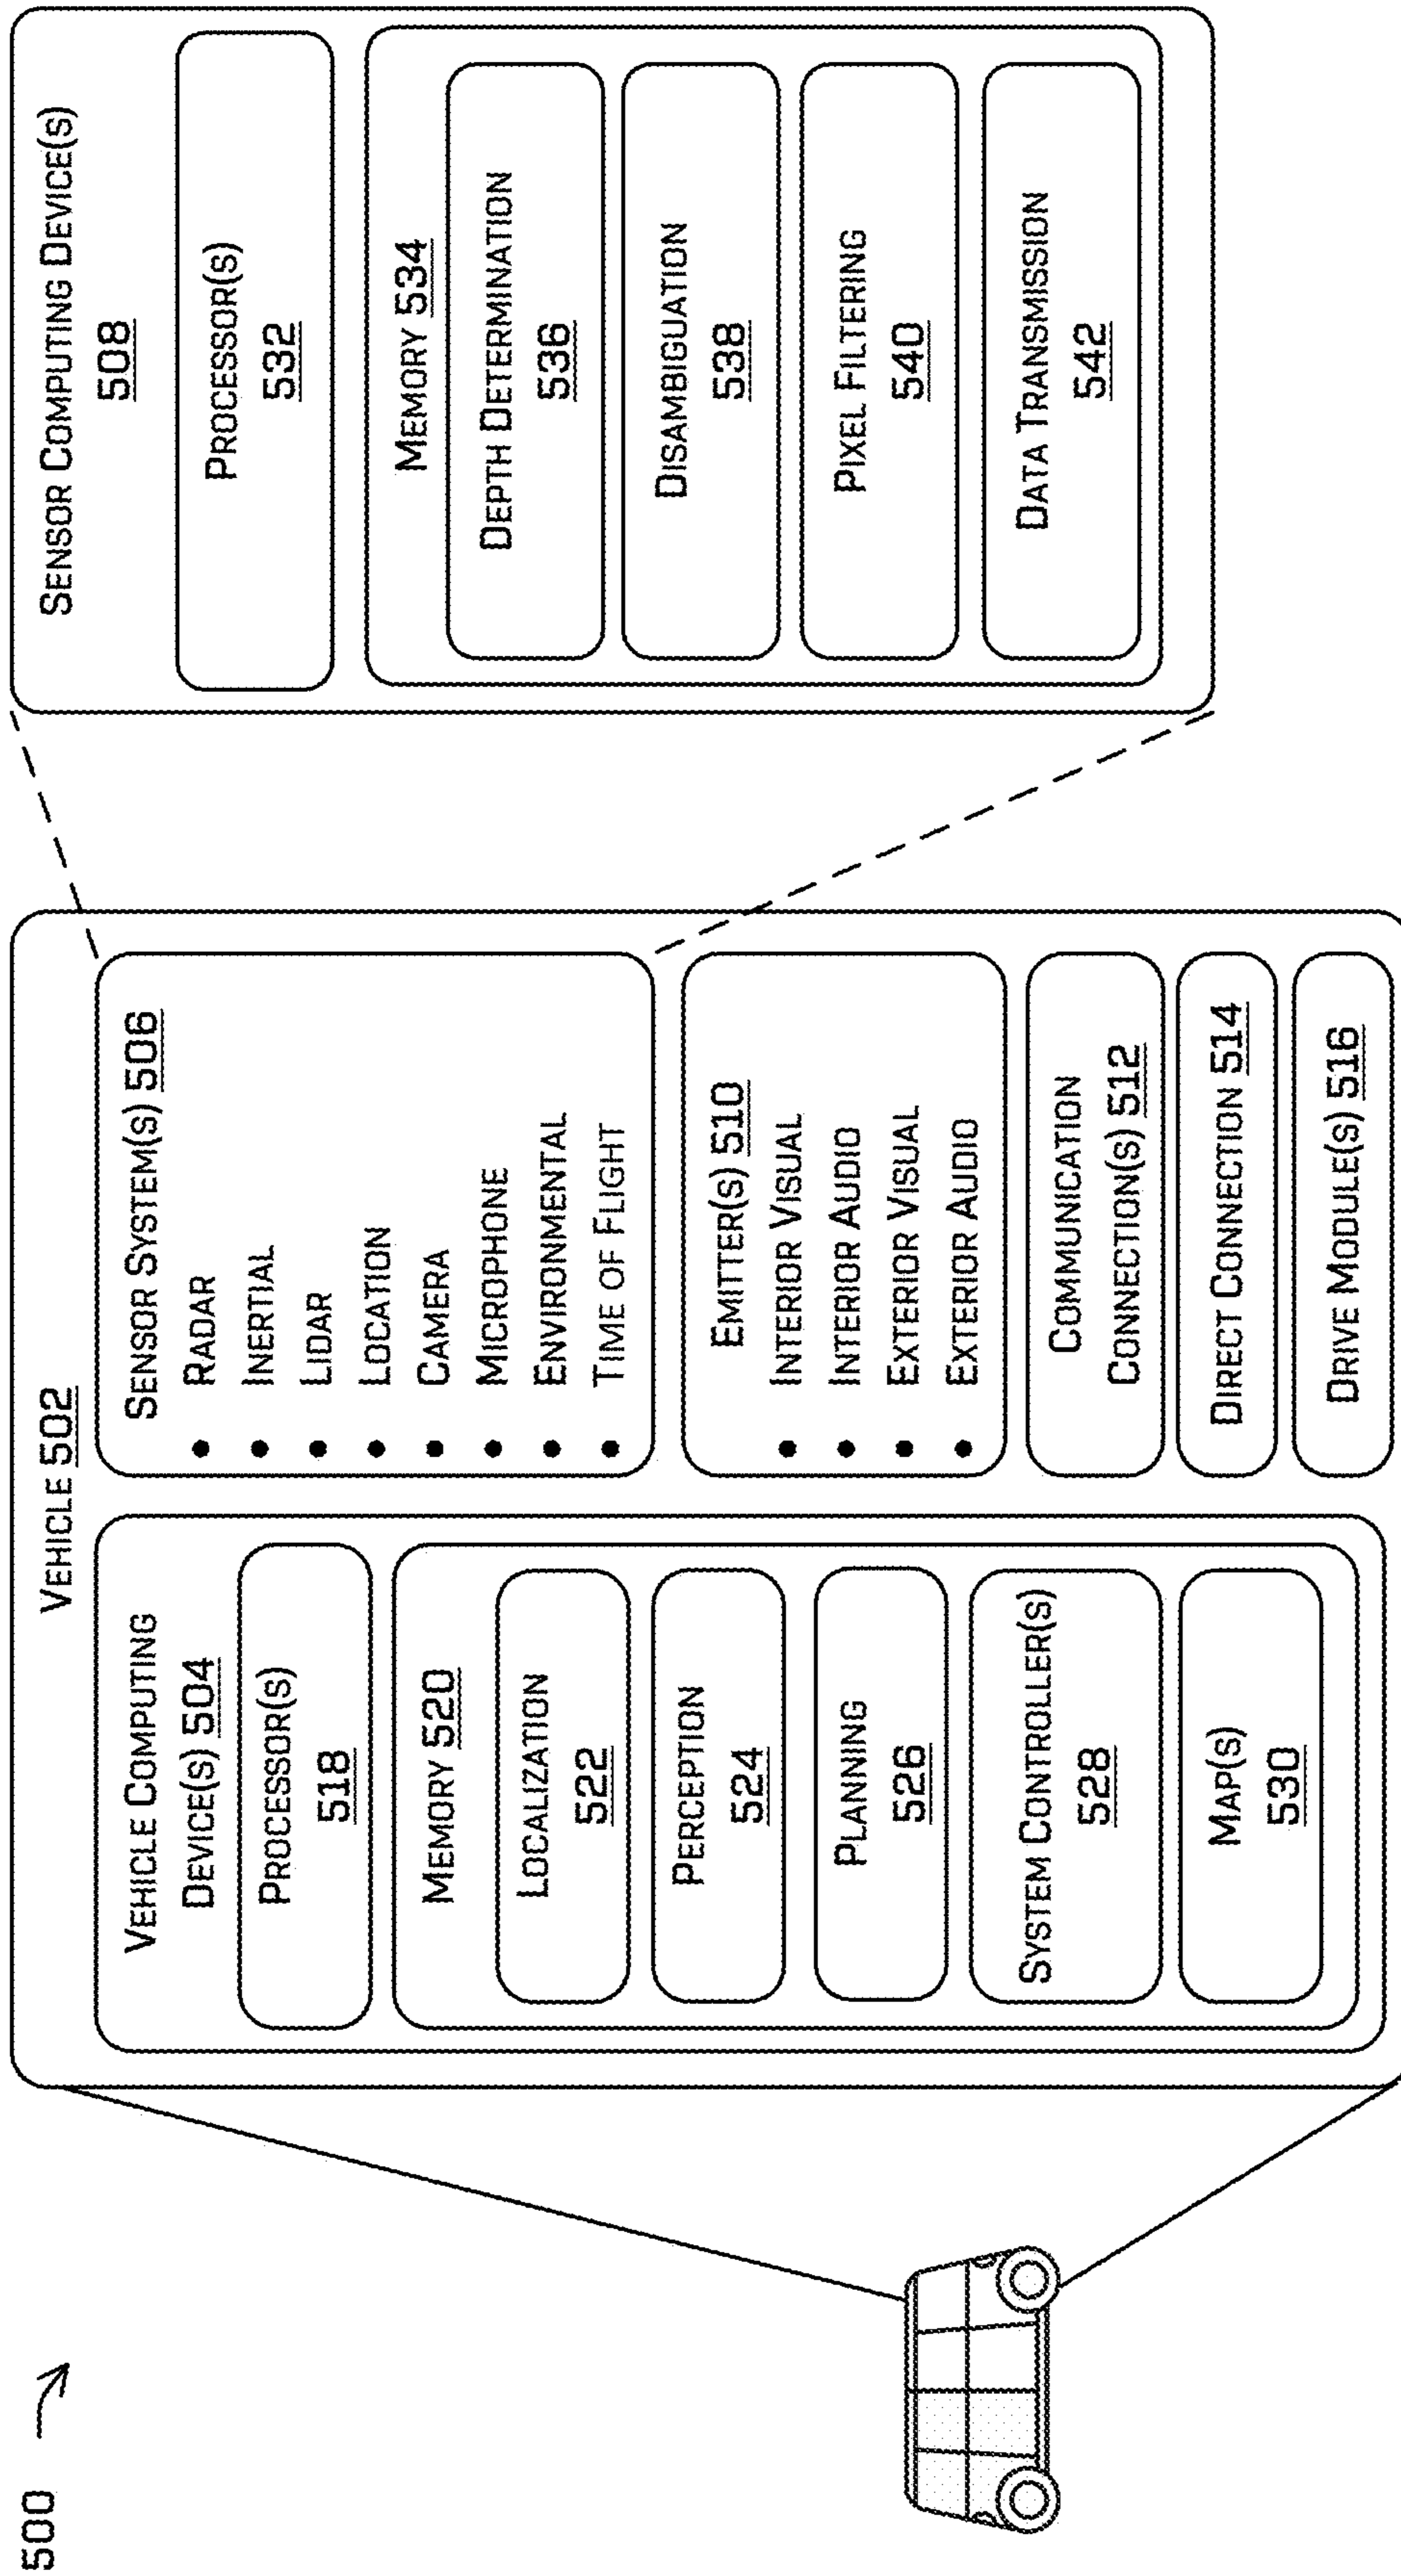 500
VEHICLE 502
VEHICLE COMPUTING
DEVICE(S) 504
PROCESSOR(S)
518
MEMORY 520
LOCALIZATION
522
PERCEPTION
524
PLANNING
526
SYSTEM CONTROLLER(S)
528
MAP(S)
530
SENSOR SYSTEM(S) 506
• RADAR
• INERTIAL
• LIDAR
• LOCATION
• CAMERA
• MICROPHONE
• ENVIRONMENTAL
• TIME OF FLIGHT
EMITTER(S) 510
• INTERIOR VISUAL
• INTERIOR AUDIO
• EXTERIOR VISUAL
• EXTERIOR AUDIO
COMMUNICATION
CONNECTION(S) 512
DIRECT CONNECTION 514
DRIVE MODULE(S) 516
SENSOR COMPUTING DEVICE(S)
508
PROCESSOR(S)
532
MEMORY 534
DEPTH DETERMINATION
536
DISAMBIGUATION
538
PIXEL FILTERING
540
DATA TRANSMISSION
542